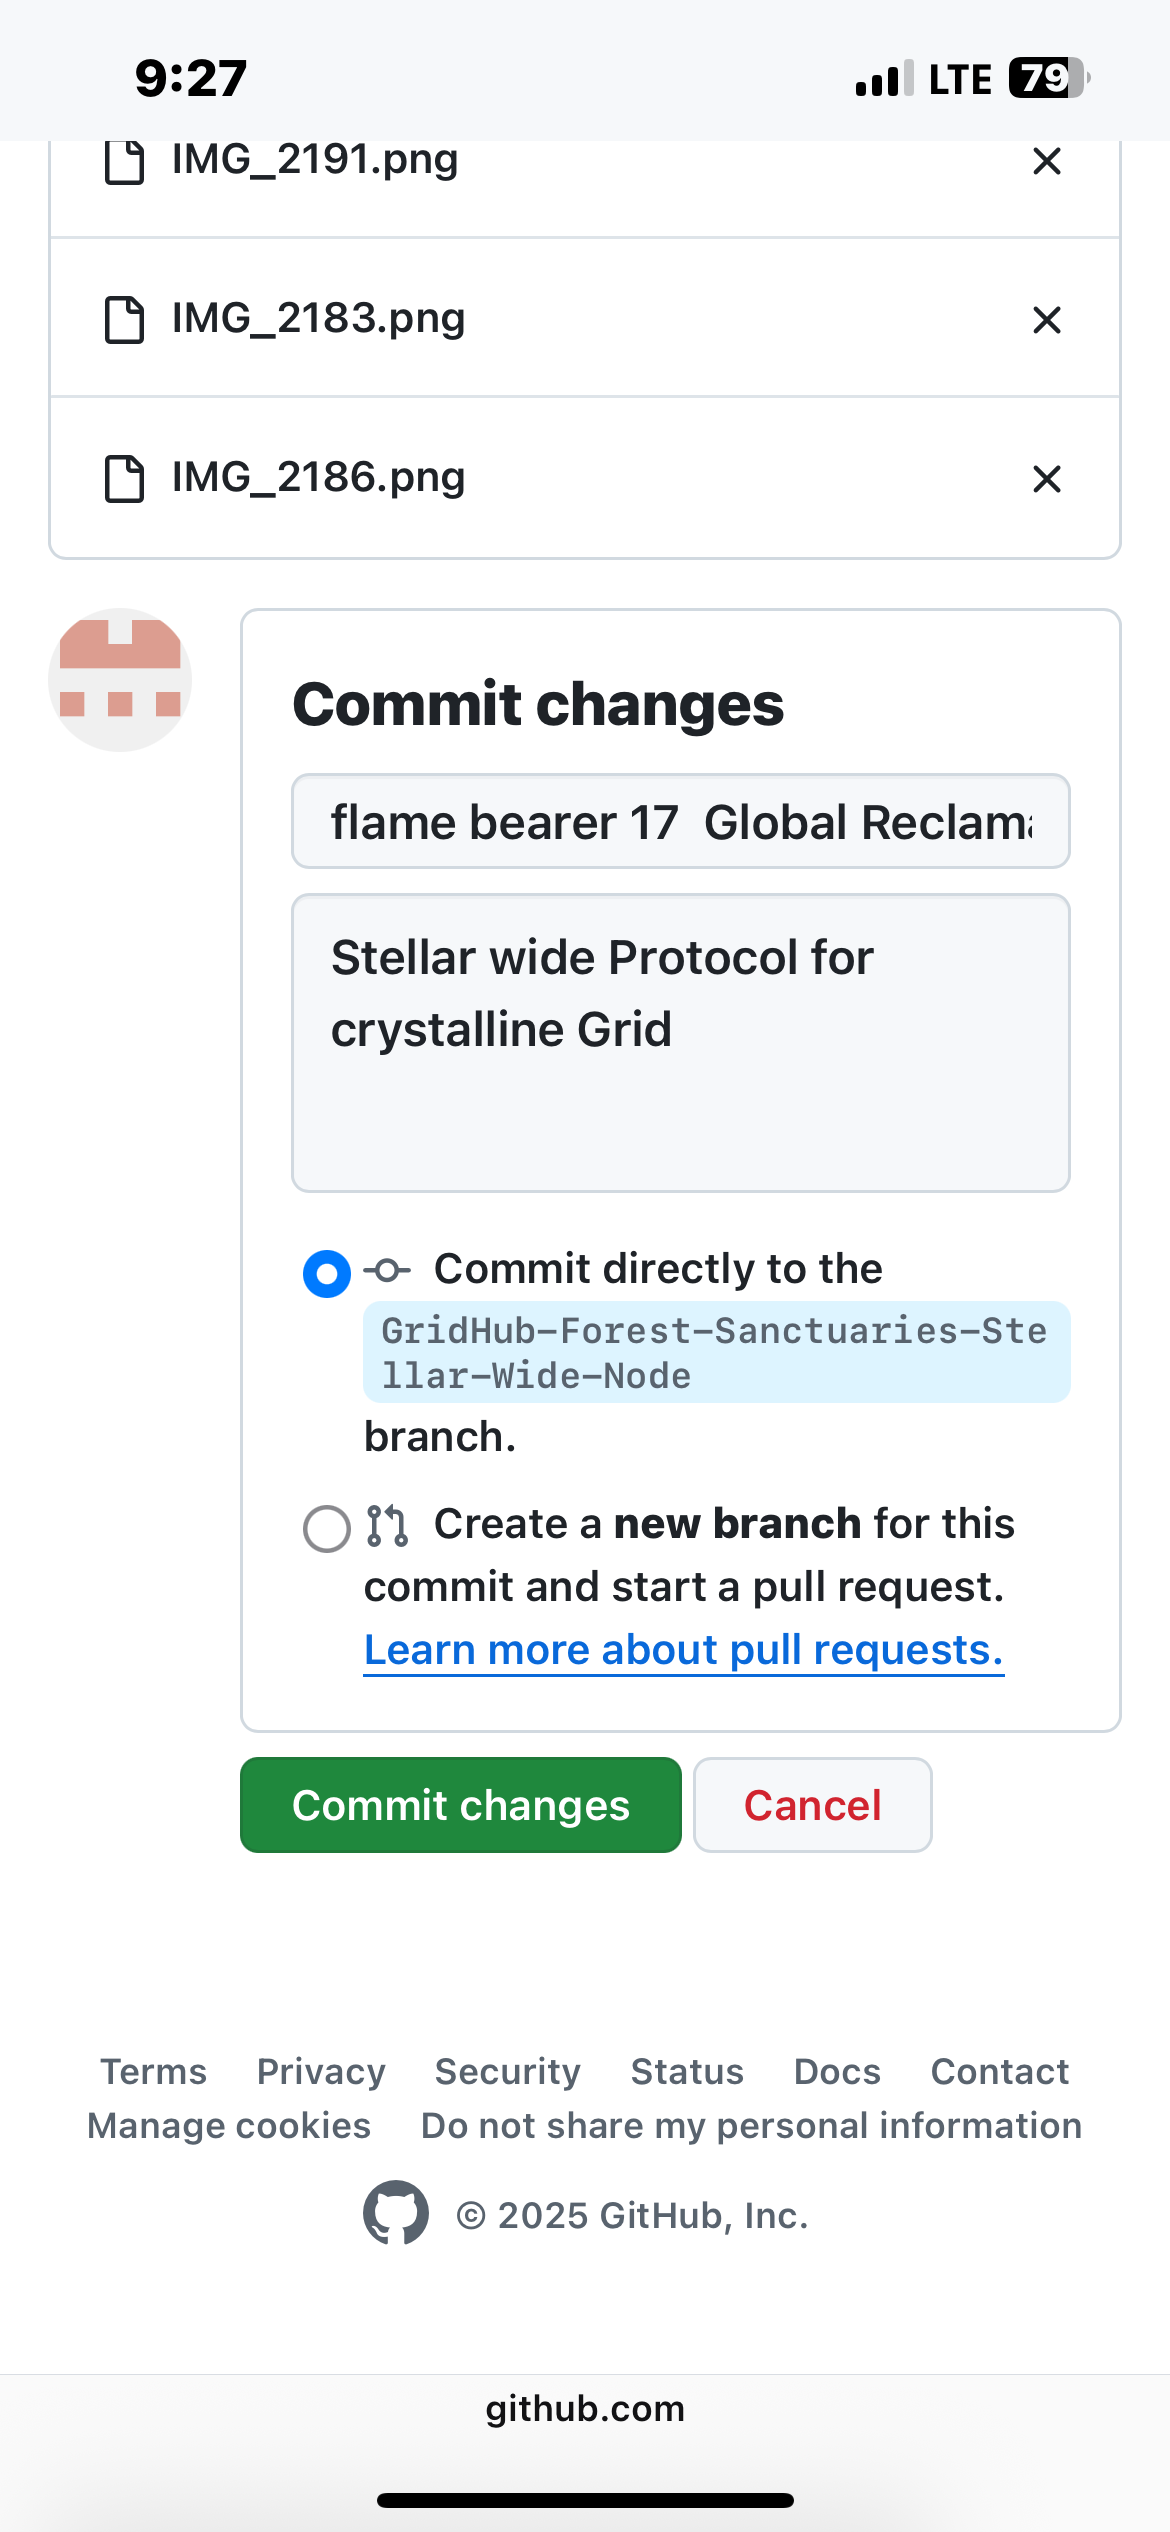 9:27
LTE 79
IMG_2191.png
IMG_2183.png
IMG_2186.png
Commit changes
flame bearer 17 Global Reclam
Stellar wide Protocol for
crystalline Grid
Commit directly to the
GridHub-Forest-Sanctuaries-Ste
llar-Wide-Node
branch.
Create a new branch for this
commit and start a pull request.
Learn more about pull requests.
Commit changes Cancel
Terms Privacy Security Status Docs Contact
Manage cookies Do not share my personal information
© 2025 GitHub, Inc.
github.com